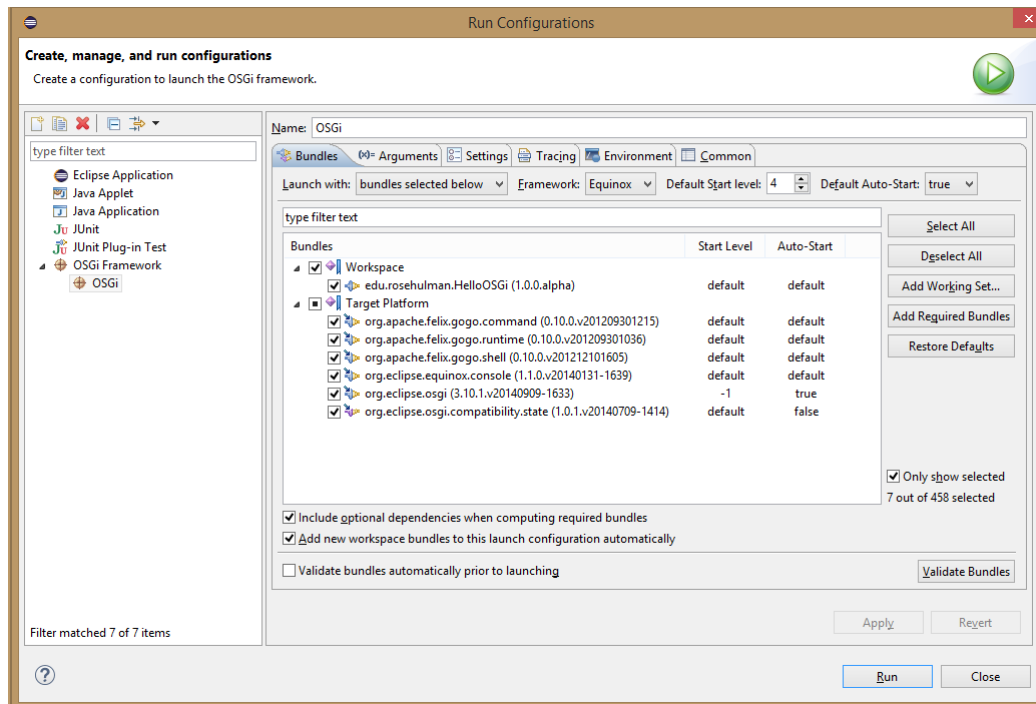 Run Configurations
Create, manage, and run configurations
Create a configuration to launch the OSGi framework.
type filter text
Eclipse Application
Java Applet
Java Application
JUnit
JUnit Plug-in Test
OSGi Framework
OSGi
Filter matched 7 of 7 items
Name: OSGi
Bundles (x)= Arguments Settings Tracing Environment Common
Launch with: bundles selected below Framework: Equinox Default Start level: 4 Default Auto-Start: true
type filter text
Bundles Start Level Auto-Start
Workspace
edu.rosehulman.HelloOSGi (1.0.0.alpha) default default
Target Platform
org.apache.felix.gogo.command (0.10.0.v201209301215) default default
org.apache.felix.gogo.runtime (0.10.0.v201209301036) default default
org.apache.felix.gogo.shell (0.10.0.v201212101605) default default
org.eclipse.equinox.console (1.1.0.v20140131-1639) default default
org.eclipse.osgi (3.10.1.v20140909-1633) -1 true
org.eclipse.osgi.compatibility.state (1.0.1.v20140709-1414) default false
Select All
Deselect All
Add Working Set...
Add Required Bundles
Restore Defaults
Only show selected
7 out of 458 selected
Include optional dependencies when computing required bundles
Add new workspace bundles to this launch configuration automatically
Validate bundles automatically prior to launching
Validate Bundles
Apply Revert
Run Close